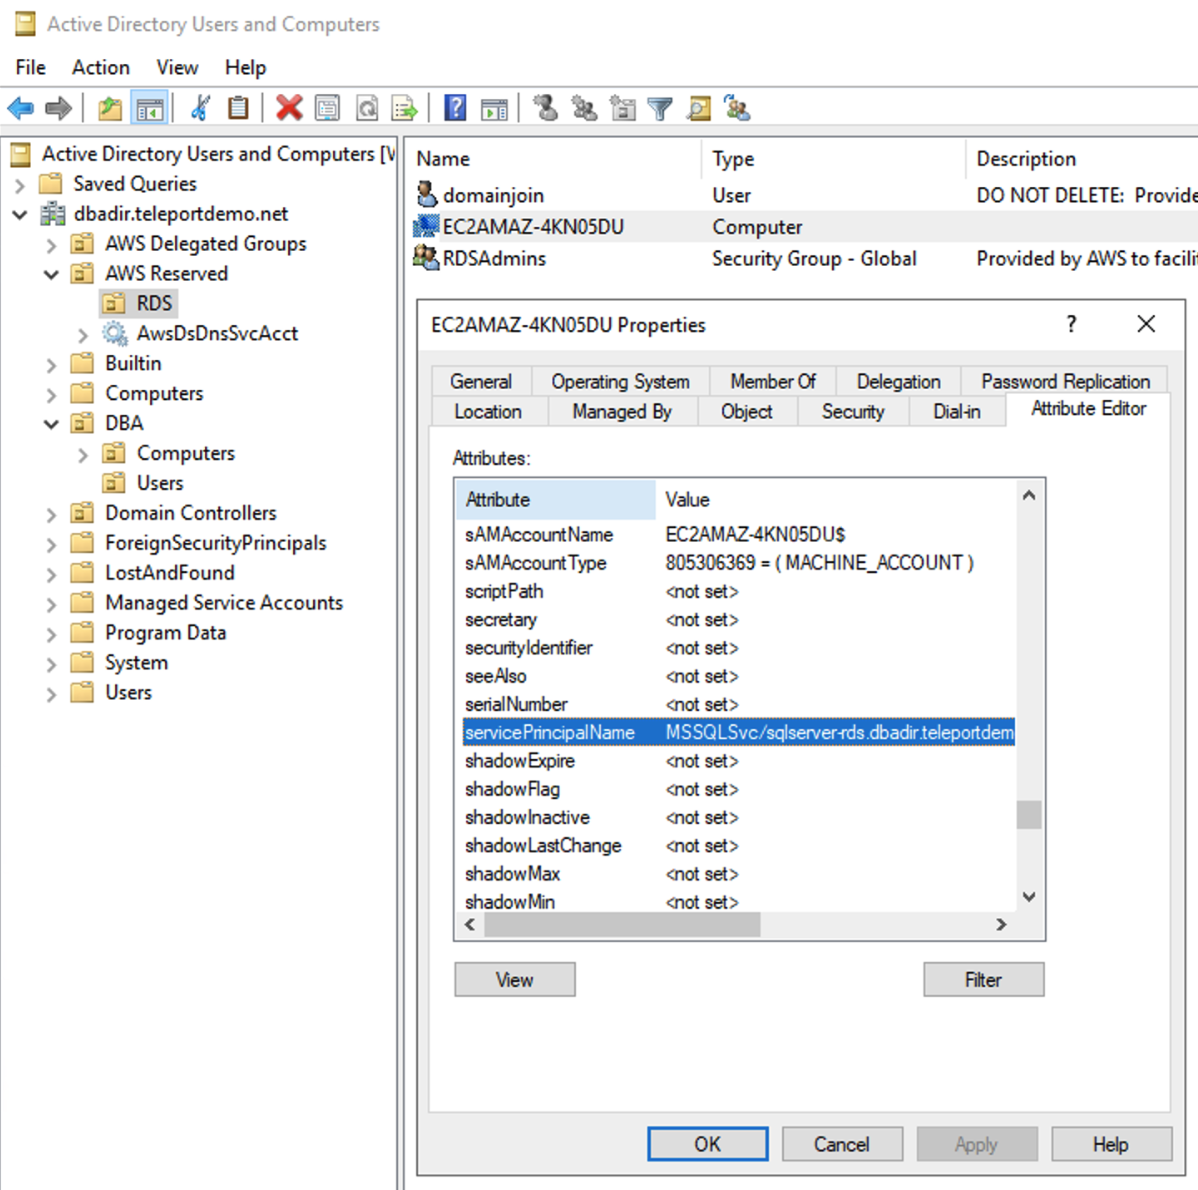 Active Directory Users and Computers
File Action View Help
Active Directory Users and Computers [V
Saved Queries
dbadir.teleportdemo.net
AWS Delegated Groups
AWS Reserved
RDS
AwsDsDnsSvcAcct
Builtin
Computers
DBA
Computers
Users
Domain Controllers
ForeignSecurityPrincipals
LostAndFound
Managed Service Accounts
Program Data
System
Users
Name Type Description
domainjoin User DO NOT DELETE: Provide
EC2AMAZ-4KN05DU Computer
RDSAdmins Security Group - Global Provided by AWS to facili
EC2AMAZ-4KN05DU Properties ?
General Operating System Member Of Delegation Password Replication
Location Managed By Object Security Dial-in Attribute Editor
Attributes:
Attribute Value
sAMAccountName EC2AMAZ-4KN05DU$
sAMAccountType 805306369 = ( MACHINE_ACCOUNT )
scriptPath <not set>
secretary <not set>
securityIdentifier <not set>
seeAlso <not set>
serialNumber <not set>
servicePrincipalName MSSQLSvc/sqlserver-rds.dbadir.teleportdem
shadowExpire <not set>
shadowFlag <not set>
shadowInactive <not set>
shadowLastChange <not set>
shadowMax <not set>
shadowMin <not set>
View Filter
OK Cancel Apply Help